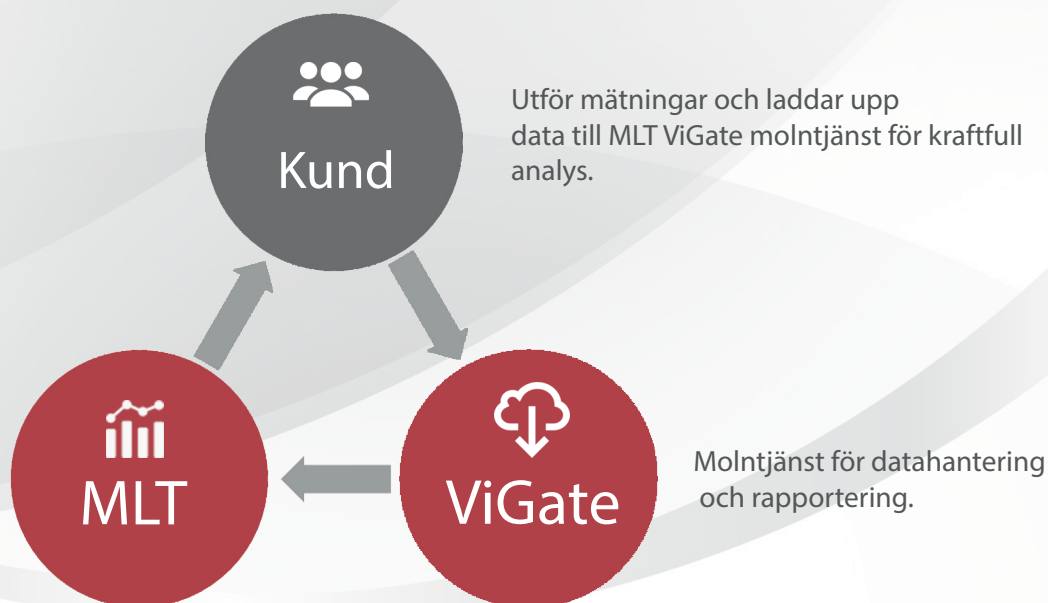 Kund
Utför mätningar och laddar upp
data till MLT ViGate molntjänst för kraftfull
analys.
MLT
ViGate
Molntjänst för datahantering
och rapportering.